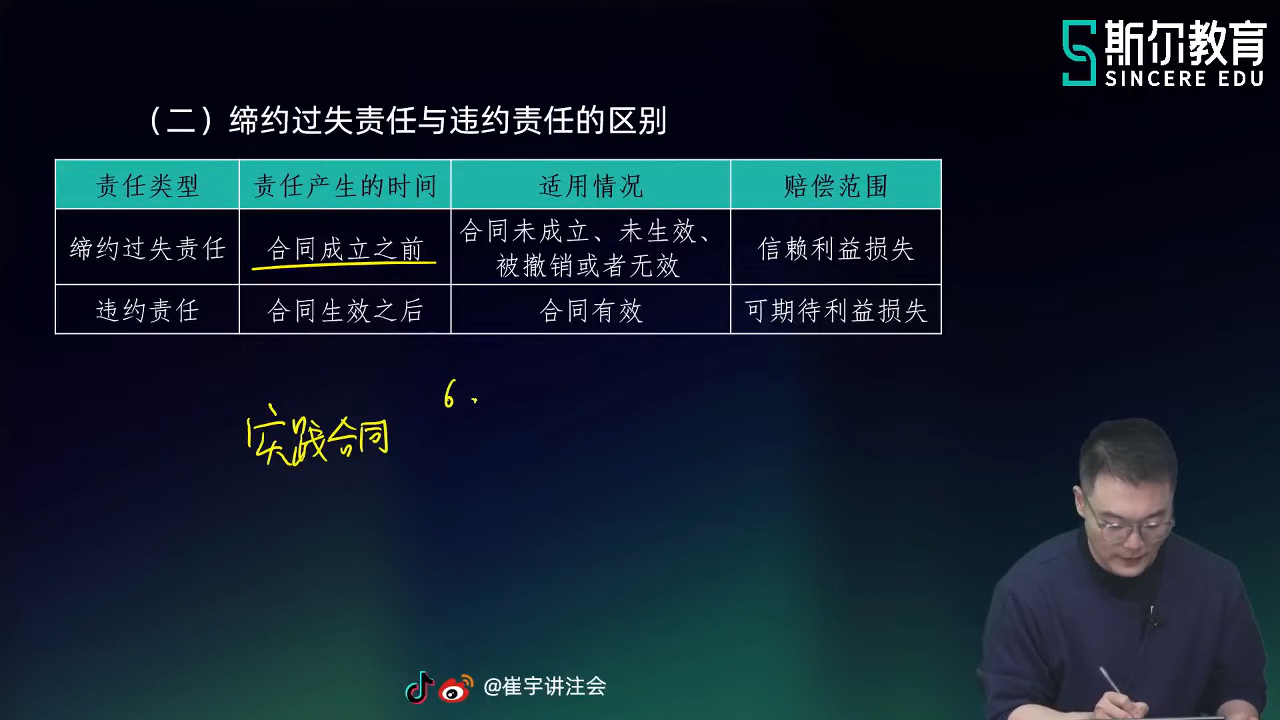 斯尔教育
SINCERE EDU
（二）缔约过失责任与违约责任的区别
责任类型 责任产生的时间 适用情况 赔偿范围
缔约过失责任 合同成立之前 合同未成立、未生效、
被撤销或者无效 信赖利益损失
违约责任 合同生效之后 合同有效 可期待利益损失
6.
实践合同
@崔宇讲注会